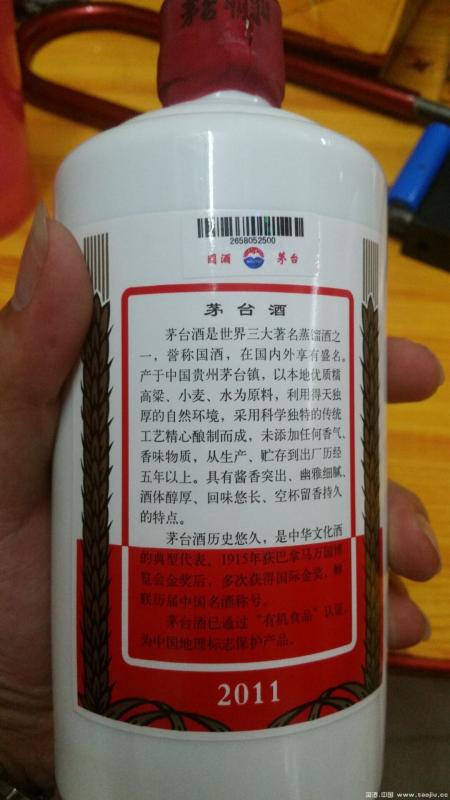 茅台
2658052500
国酒 茅台
茅台酒
茅台酒是世界三大著名蒸馏酒之
一，誉称国酒，在国内外享有盛名。
产于中国贵州茅台镇，以本地优质糯
高粱、小麦、水为原料，利用得天独
厚的自然环境，采用科学独特的传统
工艺精心酿制而成，未添加任何香气、
香味物质，从生产、贮存到出厂历经
五年以上。具有酱香突出、幽雅细腻、
酒体醇厚、回味悠长、空杯留香持久
的特点。
茅台酒历史悠久，是中华文化酒
的典型代表。1915年获巴拿马万国博
览会金奖后，多次获得国际金奖，蝉
联历届中国名酒称号。
茅台酒已通过“有机食品”认证，
为中国地理标志保护产品。
2011
www.taojiu.cc